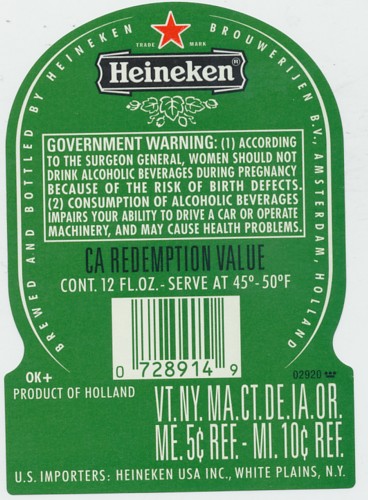 BREWED AND BOTTLED BY HEINEKEN BROUWERIJEN B.V., AMSTERDAM, HOLLAND
TRADE MARK
Heineken®
GOVERNMENT WARNING: (1) ACCORDING
TO THE SURGEON GENERAL, WOMEN SHOULD NOT
DRINK ALCOHOLIC BEVERAGES DURING PREGNANCY
BECAUSE OF THE RISK OF BIRTH DEFECTS.
(2) CONSUMPTION OF ALCOHOLIC BEVERAGES
IMPAIRS YOUR ABILITY TO DRIVE A CAR OR OPERATE
MACHINERY, AND MAY CAUSE HEALTH PROBLEMS.
CA REDEMPTION VALUE
CONT. 12 FL.OZ. - SERVE AT 45º- 50ºF
0 728914 9
OK+
02920 ***
PRODUCT OF HOLLAND
VT.NY. MA.CT.DE.IA.OR.
ME. 5¢ REF. - MI. 10¢ REF.
U.S. IMPORTERS: HEINEKEN USA INC., WHITE PLAINS, N.Y.